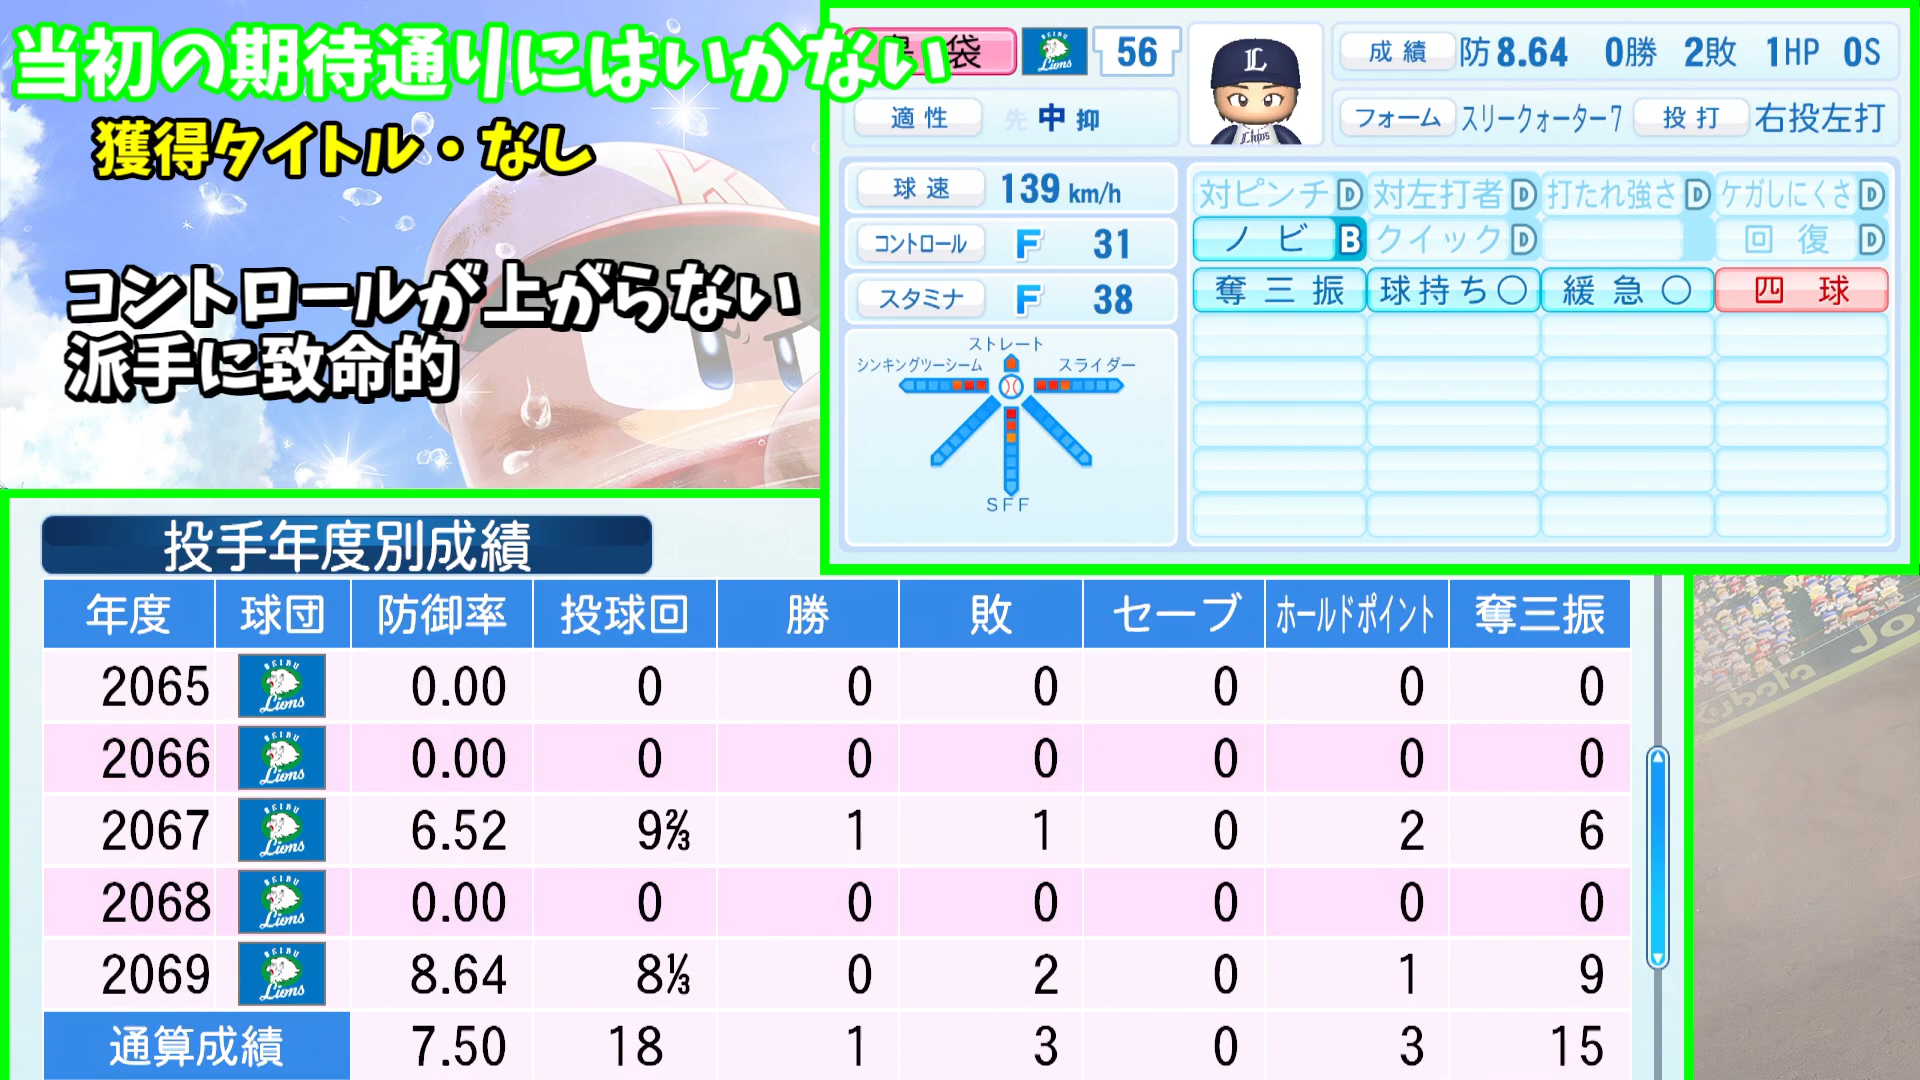 当初の期待通りにはいかない
獲得タイトル・なし
コントロールが上がらない
派手に致命的
袋 56
成績 防8.64 0勝 2敗 1HP 0S
適性 先 中 抑
フォーム スリークォーター7 投打 右投左打
球速 139 km/h
コントロール F 31
スタミナ F 38
ストレート
シンキングツーシーム スライダー
SFF
対ピンチ D 対左打者 D 打たれ強さ D ケガしにくさ D
ノビ B クイック D 回復 D
奪三振 球持ち○ 緩急○ 四球
投手年度別成績
年度 球団 防御率 投球回 勝 敗 セーブ ホールドポイント 奪三振
2065 SEIBU Lions 0.00 0 0 0 0 0 0
2066 SEIBU Lions 0.00 0 0 0 0 0 0
2067 SEIBU Lions 6.52 9⅔ 1 1 0 2 6
2068 SEIBU Lions 0.00 0 0 0 0 0 0
2069 SEIBU Lions 8.64 8⅓ 0 2 0 1 9
通算成績 7.50 18 1 3 0 3 15
Kubota